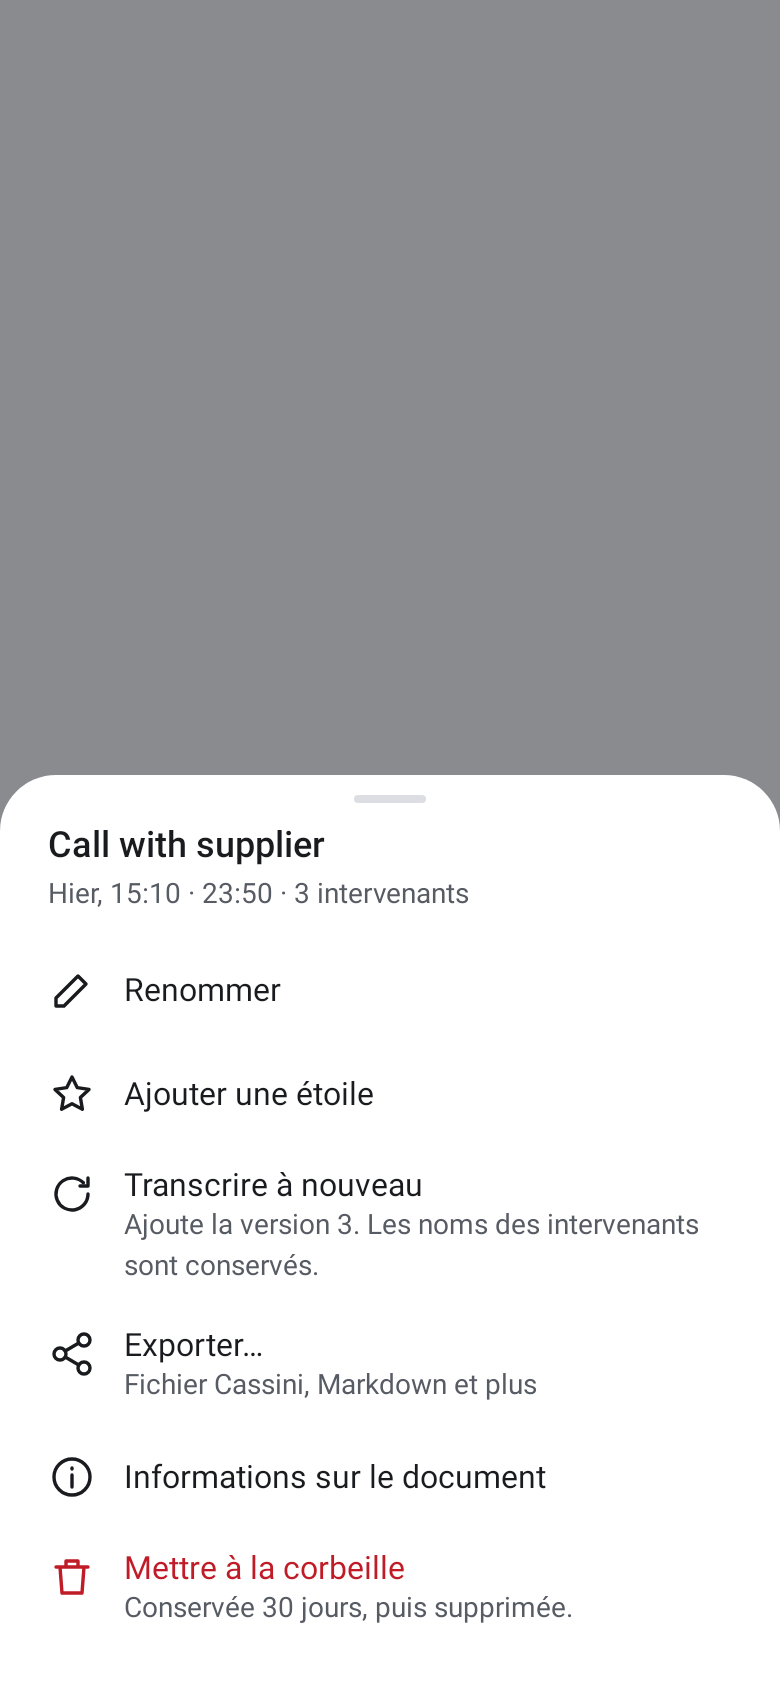 Call with supplier
Hier, 15:10 · 23:50 · 3 intervenants
Renommer
Ajouter une étoile
Transcrire à nouveau
Ajoute la version 3. Les noms des intervenants
sont conservés.
Exporter…
Fichier Cassini, Markdown et plus
Informations sur le document
Mettre à la corbeille
Conservée 30 jours, puis supprimée.